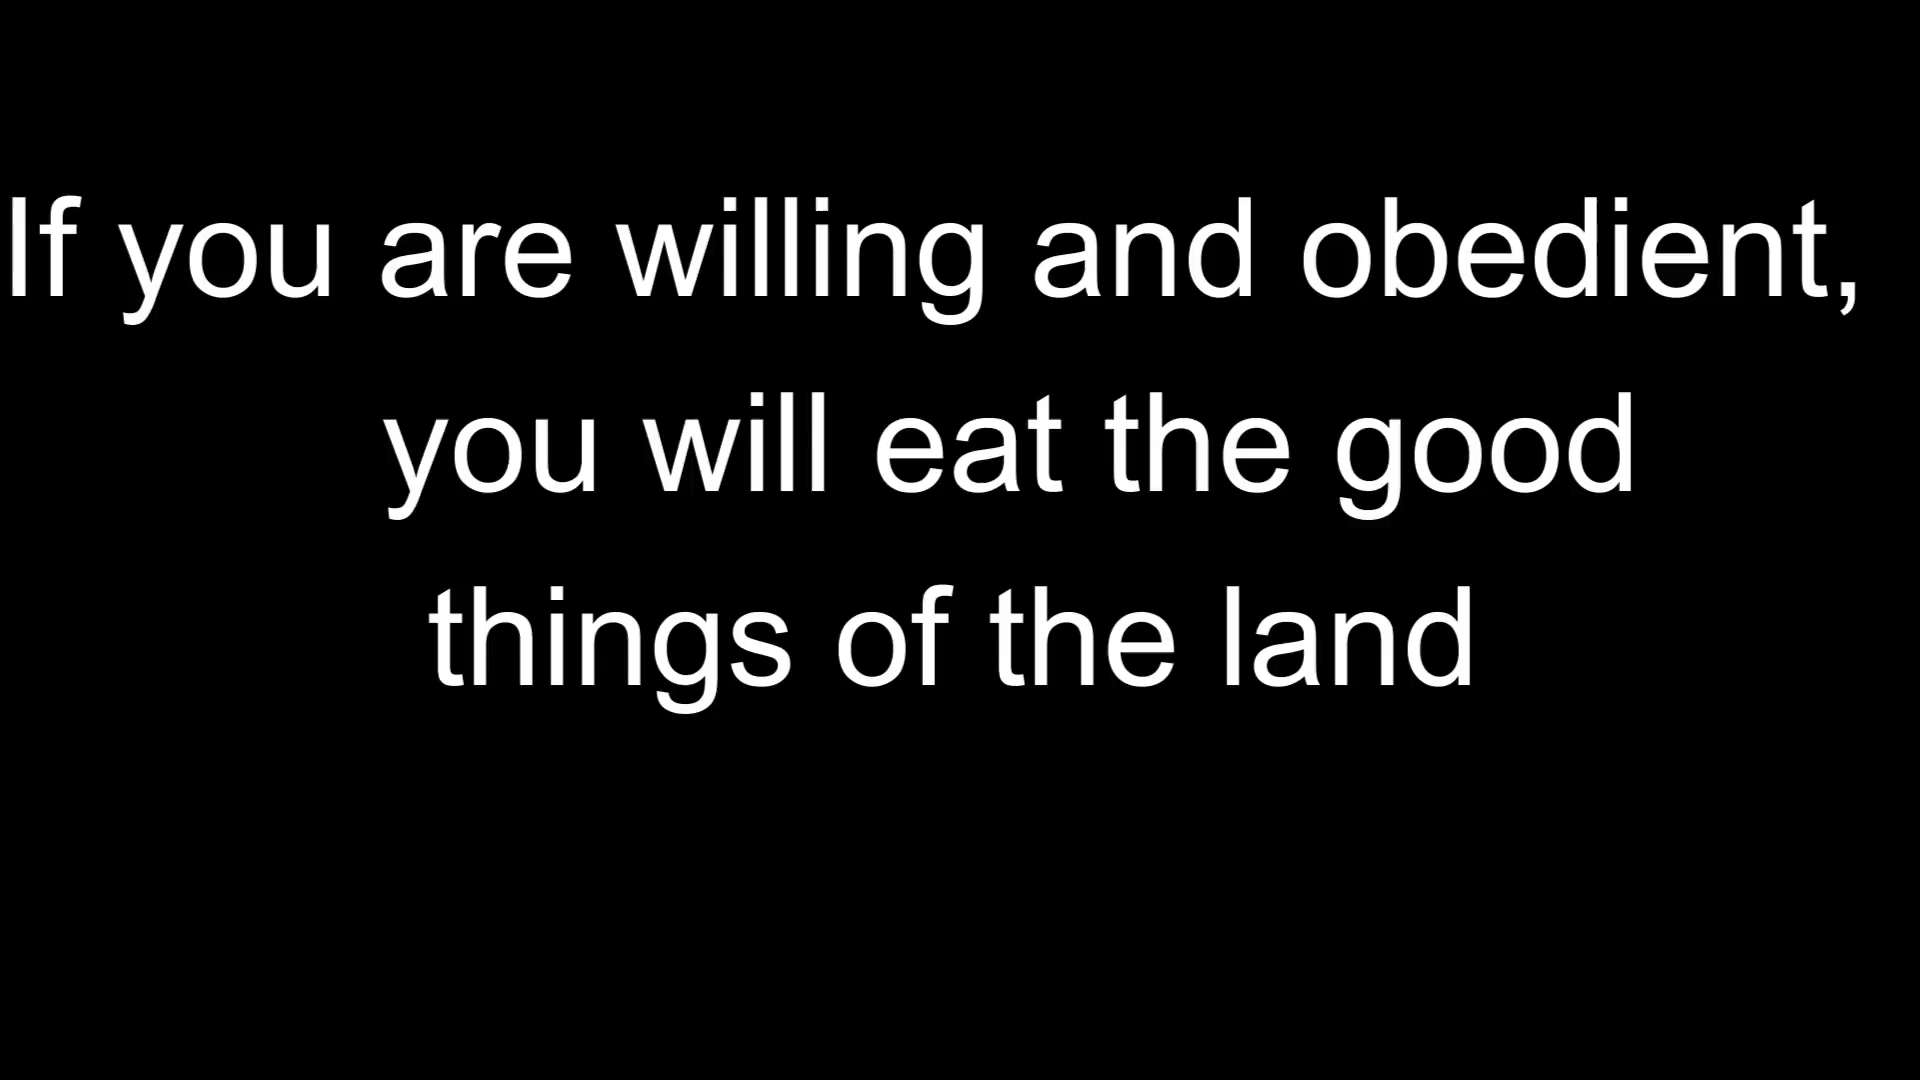 If you are willing and obedient,
you will eat the good
things of the land